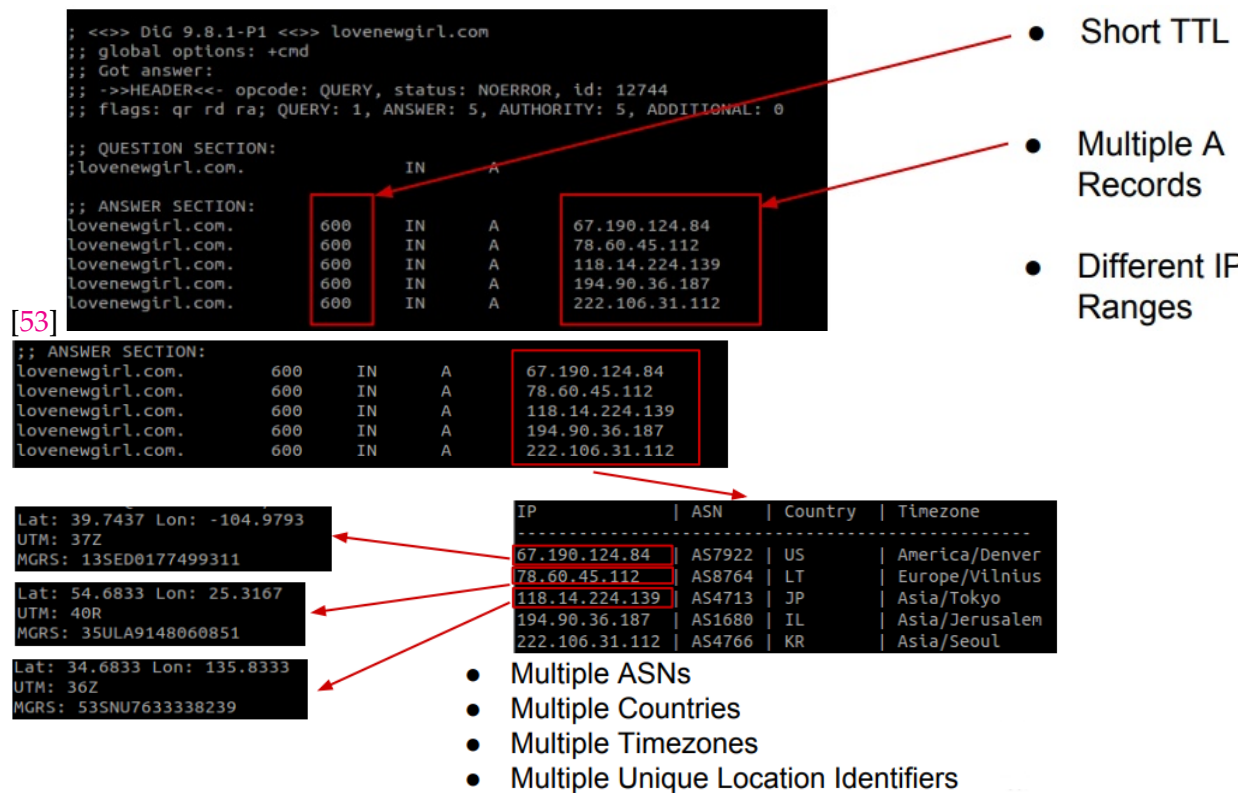 ; <<>> DiG 9.8.1-P1 <<>> lovenewgirl.com
;; global options: +cmd
;; Got answer:
;; ->>HEADER<<- opcode: QUERY, status: NOERROR, id: 12744
;; flags: qr rd ra; QUERY: 1, ANSWER: 5, AUTHORITY: 5, ADDITIONAL: 0
;; QUESTION SECTION:
;lovenewgirl.com. IN A
;; ANSWER SECTION:
lovenewgirl.com. 600 IN A 67.190.124.84
lovenewgirl.com. 600 IN A 78.60.45.112
lovenewgirl.com. 600 IN A 118.14.224.139
lovenewgirl.com. 600 IN A 194.90.36.187
lovenewgirl.com. 600 IN A 222.106.31.112
● Short TTL
● Multiple A
Records
● Different IP
Ranges
[53]
;; ANSWER SECTION:
lovenewgirl.com. 600 IN A 67.190.124.84
lovenewgirl.com. 600 IN A 78.60.45.112
lovenewgirl.com. 600 IN A 118.14.224.139
lovenewgirl.com. 600 IN A 194.90.36.187
lovenewgirl.com. 600 IN A 222.106.31.112
Lat: 39.7437 Lon: -104.9793
UTM: 37Z
MGRS: 13SED0177499311
Lat: 54.6833 Lon: 25.3167
UTM: 40R
MGRS: 35ULA9148060851
Lat: 34.6833 Lon: 135.8333
UTM: 36Z
MGRS: 53SNU7633338239
IP | ASN | Country | Timezone
67.190.124.84 | AS7922 | US | America/Denver
78.60.45.112 | AS8764 | LT | Europe/Vilnius
118.14.224.139 | AS4713 | JP | Asia/Tokyo
194.90.36.187 | AS1680 | IL | Asia/Jerusalem
222.106.31.112 | AS4766 | KR | Asia/Seoul
● Multiple ASNs
● Multiple Countries
● Multiple Timezones
● Multiple Unique Location Identifiers